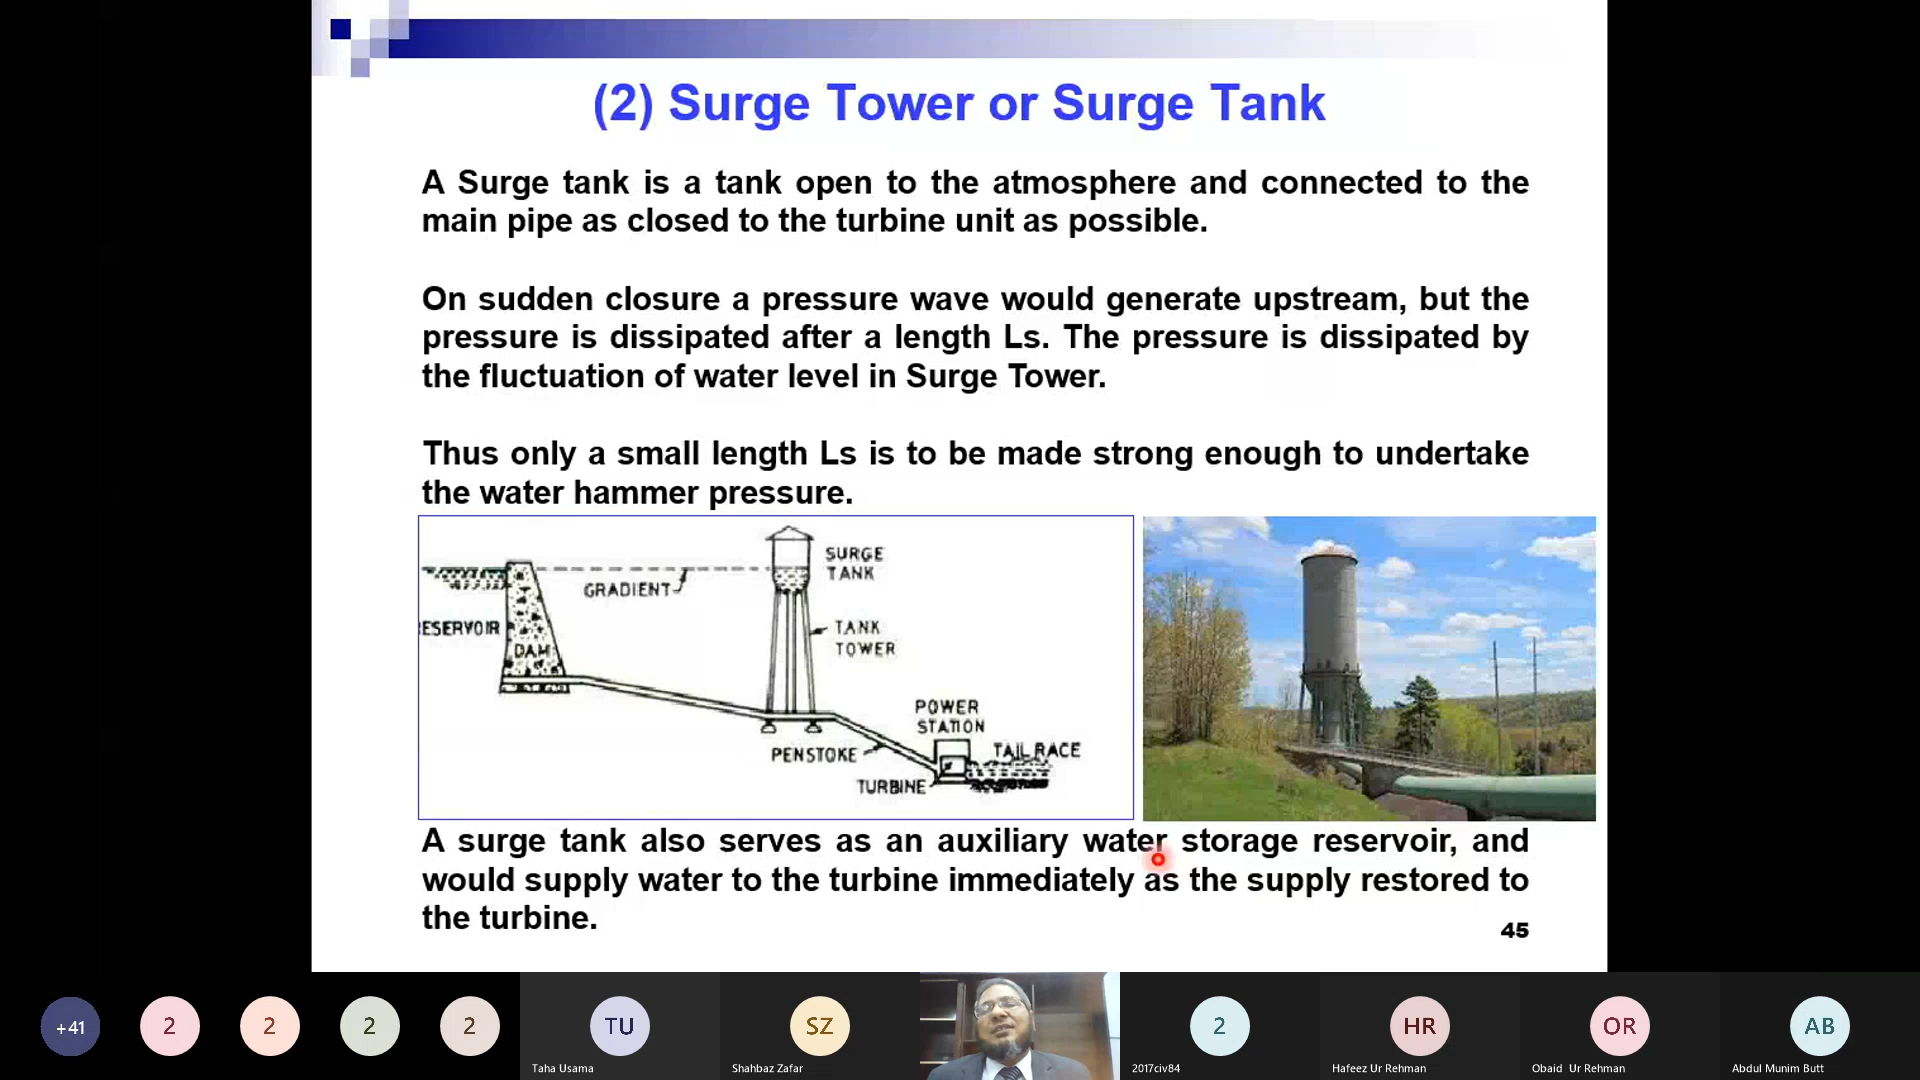 (2) Surge Tower or Surge Tank
A Surge tank is a tank open to the atmosphere and connected to the
main pipe as closed to the turbine unit as possible.
On sudden closure a pressure wave would generate upstream, but the
pressure is dissipated after a length Ls. The pressure is dissipated by
the fluctuation of water level in Surge Tower.
Thus only a small length Ls is to be made strong enough to undertake
the water hammer pressure.
SURGE
TANK
GRADIENT
ESERVOIR
DAM
TANK
TOWER
POWER
STATION
PENSTOKE
TAIL RACE
TURBINE
A surge tank also serves as an auxiliary water storage reservoir, and
would supply water to the turbine immediately as the supply restored to
the turbine.
45
+41
2
2
2
2
TU
SZ
2
HR
OR
AB
Taha Usama
Shahbaz Zafar
2017civ84
Hafeez Ur Rehman
Obaid Ur Rehman
Abdul Munim Butt